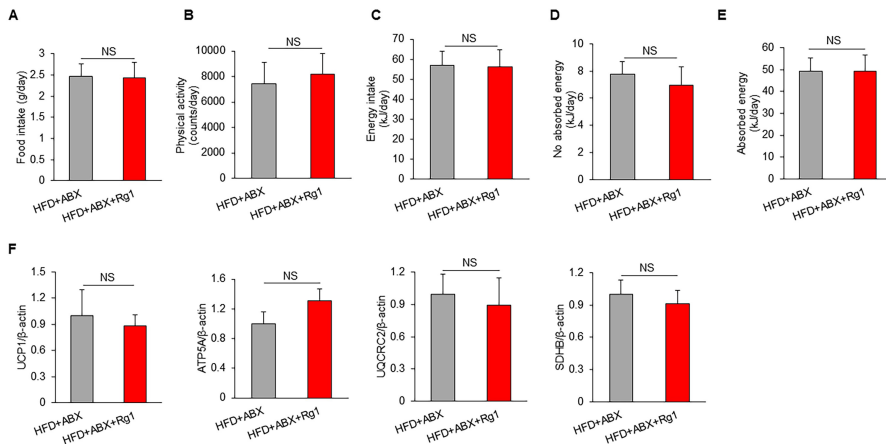 A
Food intake (g/day)
3
2.5
2
1.5
1
0.5
0
NS
HFD+ABX
HFD+ABX+Rg1
B
Physical activity
(counts/day)
10000
8000
6000
4000
2000
0
NS
HFD+ABX
HFD+ABX+Rg1
C
Energy intake
(kJ/day)
70
60
50
40
30
20
10
0
NS
HFD+ABX
HFD+ABX+Rg1
D
No absorbed energy
(kJ/day)
10
8
6
4
2
0
NS
HFD+ABX
HFD+ABX+Rg1
E
Absorbed energy
(kJ/day)
60
50
40
30
20
10
0
NS
HFD+ABX
HFD+ABX+Rg1
F
UCP1/β-actin
1.5
1.2
0.9
0.6
0.3
0
NS
HFD+ABX
HFD+ABX+Rg1
ATP5A/β-actin
1.6
1.2
0.8
0.4
0
NS
HFD+ABX
HFD+ABX+Rg1
UQCRC2/β-actin
1.2
0.9
0.6
0.3
0
NS
HFD+ABX
HFD+ABX+Rg1
SDHB/β-actin
1.2
0.9
0.6
0.3
0
NS
HFD+ABX
HFD+ABX+Rg1